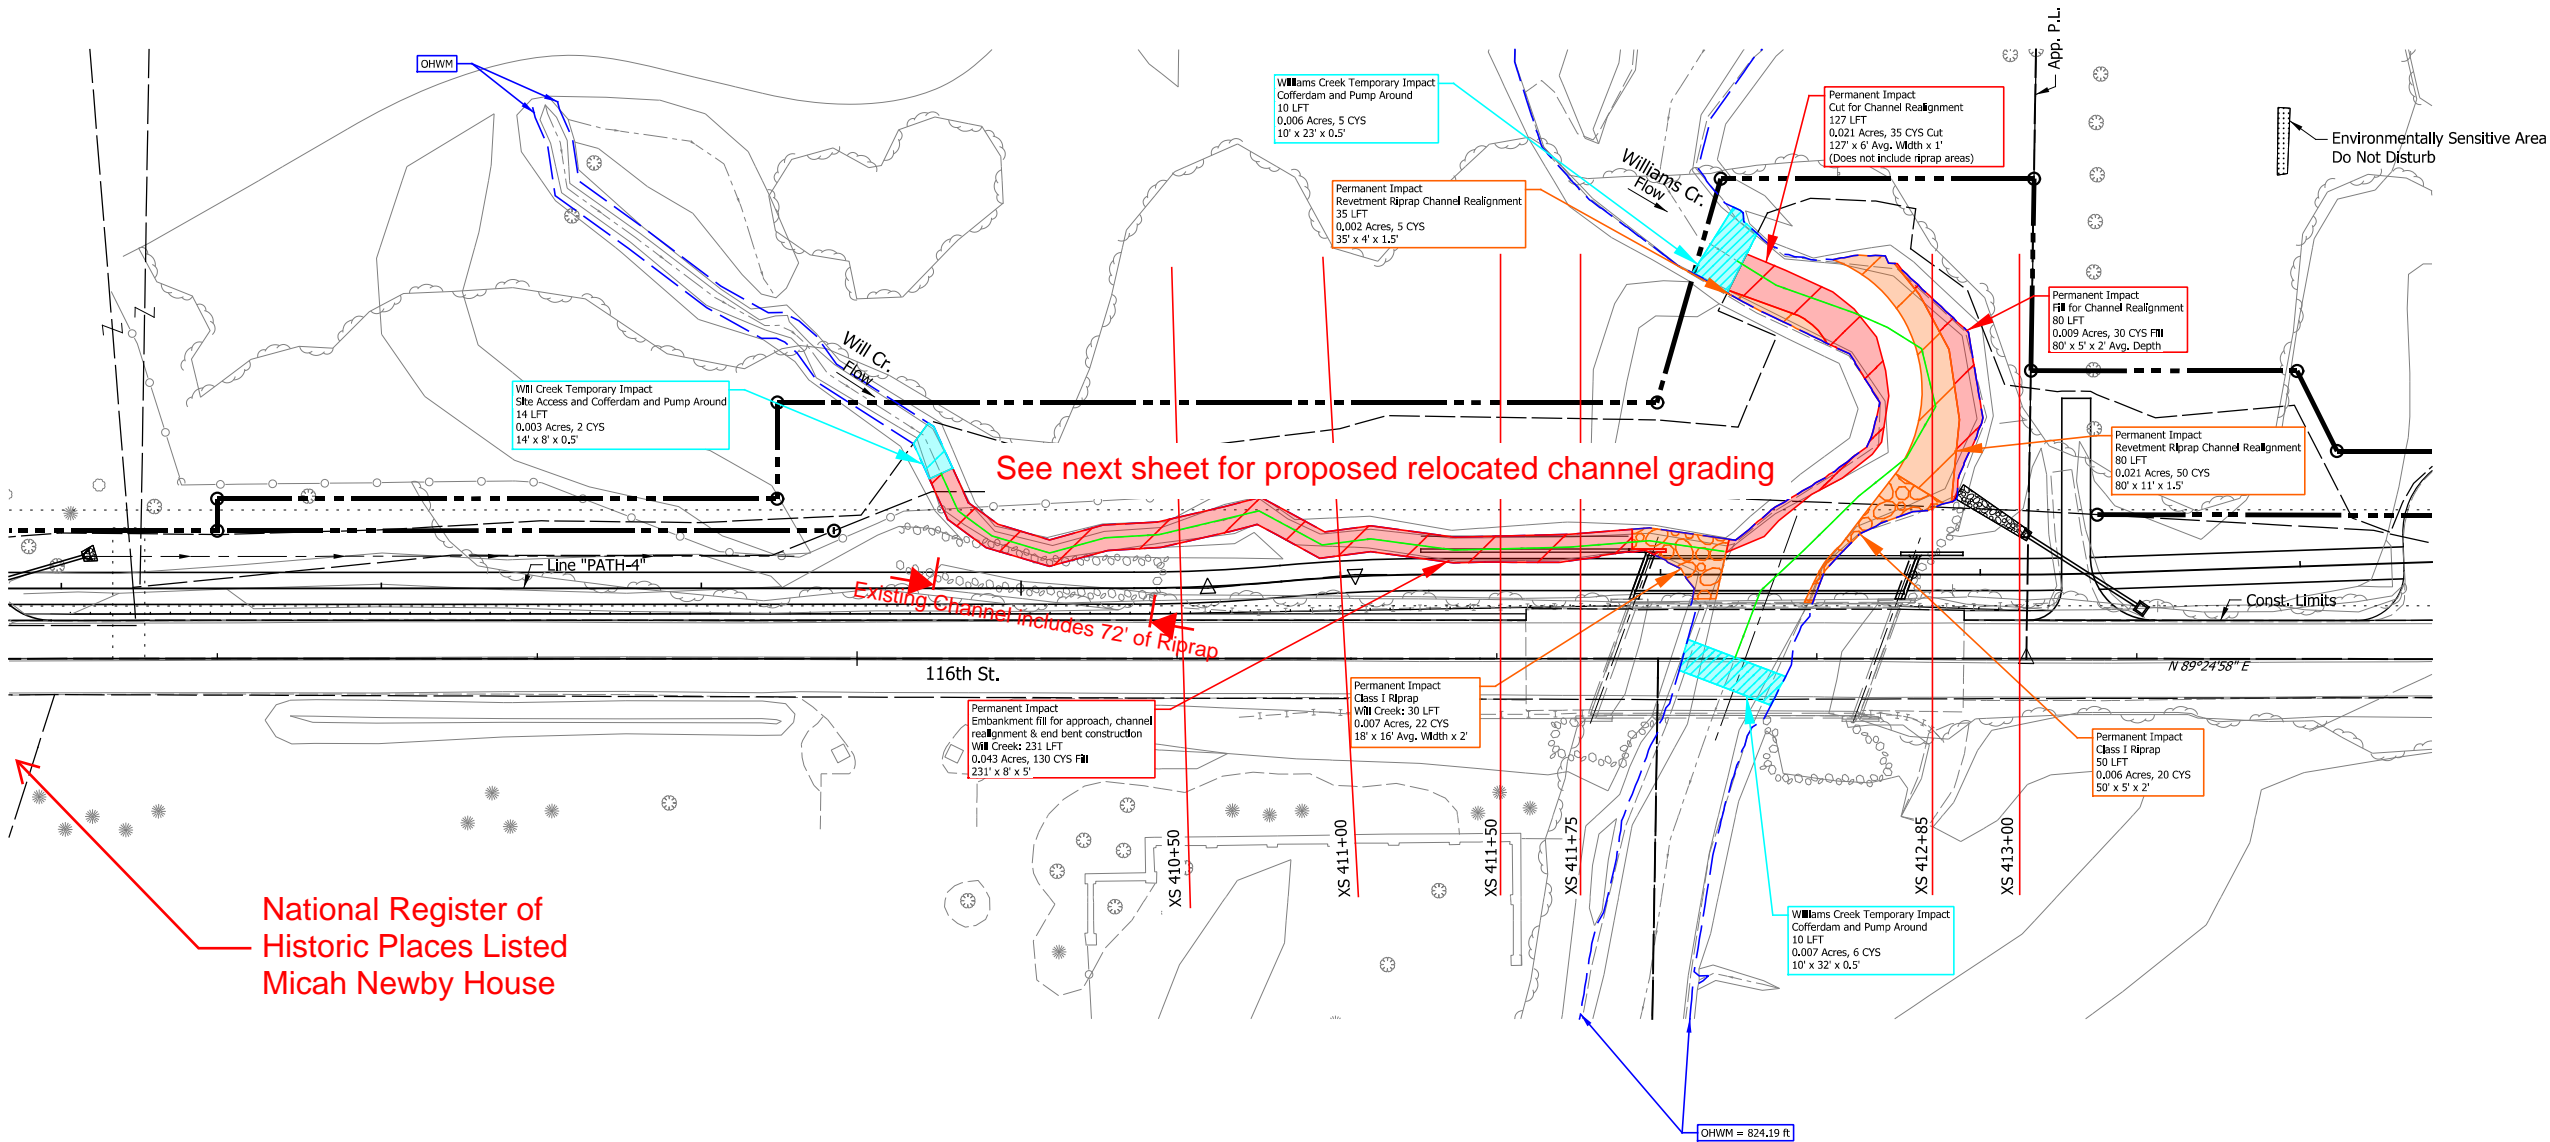 OHWM
Williams Creek Temporary Impact
Cofferdam and Pump Around
10 LFT
0.006 Acres, 5 CYS
10' x 23' x 0.5'
Permanent Impact
Cut for Channel Realignment
127 LFT
0.021 Acres, 35 CYS Cut
127' x 6' Avg. Width x 1'
(Does not include riprap areas)
App. P.L.
Environmentally Sensitive Area
Do Not Disturb
Williams Cr.
Flow
Permanent Impact
Revetment Riprap Channel Realignment
35 LFT
0.002 Acres, 5 CYS
35' x 4' x 1.5'
Permanent Impact
Fill for Channel Realignment
80 LFT
0.009 Acres, 30 CYS Fill
80' x 5' x 2' Avg. Depth
Will Cr.
Flow
Will Creek Temporary Impact
Site Access and Cofferdam and Pump Around
14 LFT
0.003 Acres, 2 CYS
14' x 8' x 0.5'
See next sheet for proposed relocated channel grading
Permanent Impact
Revetment Riprap Channel Realignment
80 LFT
0.021 Acres, 50 CYS
80' x 11' x 1.5'
Line "PATH-4"
Existing Channel includes 72' of Riprap
Const. Limits
116th St.
N 89°24'58" E
Permanent Impact
Embankment fill for approach, channel
realignment & end bent construction
Will Creek: 231 LFT
0.043 Acres, 130 CYS Fill
231' x 8' x 5'
Permanent Impact
Class I Riprap
Will Creek: 30 LFT
0.007 Acres, 22 CYS
18' x 16' Avg. Width x 2'
Permanent Impact
Class I Riprap
50 LFT
0.006 Acres, 20 CYS
50' x 5' x 2'
XS 410+50
XS 411+00
XS 411+50
XS 411+75
XS 412+85
XS 413+00
National Register of
Historic Places Listed
Micah Newby House
Williams Creek Temporary Impact
Cofferdam and Pump Around
10 LFT
0.007 Acres, 6 CYS
10' x 32' x 0.5'
OHWM = 824.19 ft